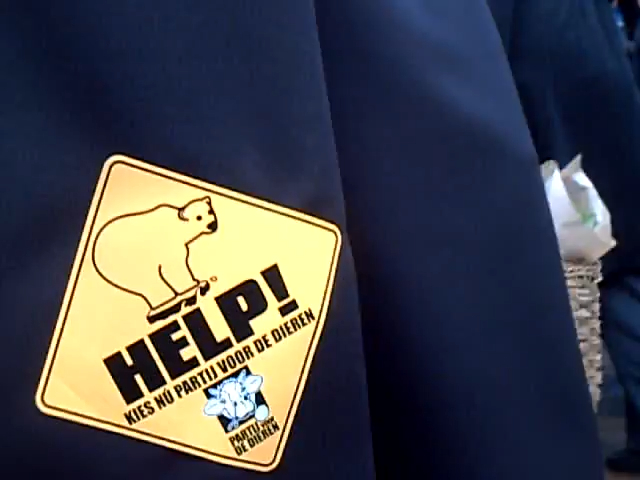 HELP!
KIES NÚ PARTIJ VOOR DE DIEREN
PARTIJ VOOR
DE DIEREN